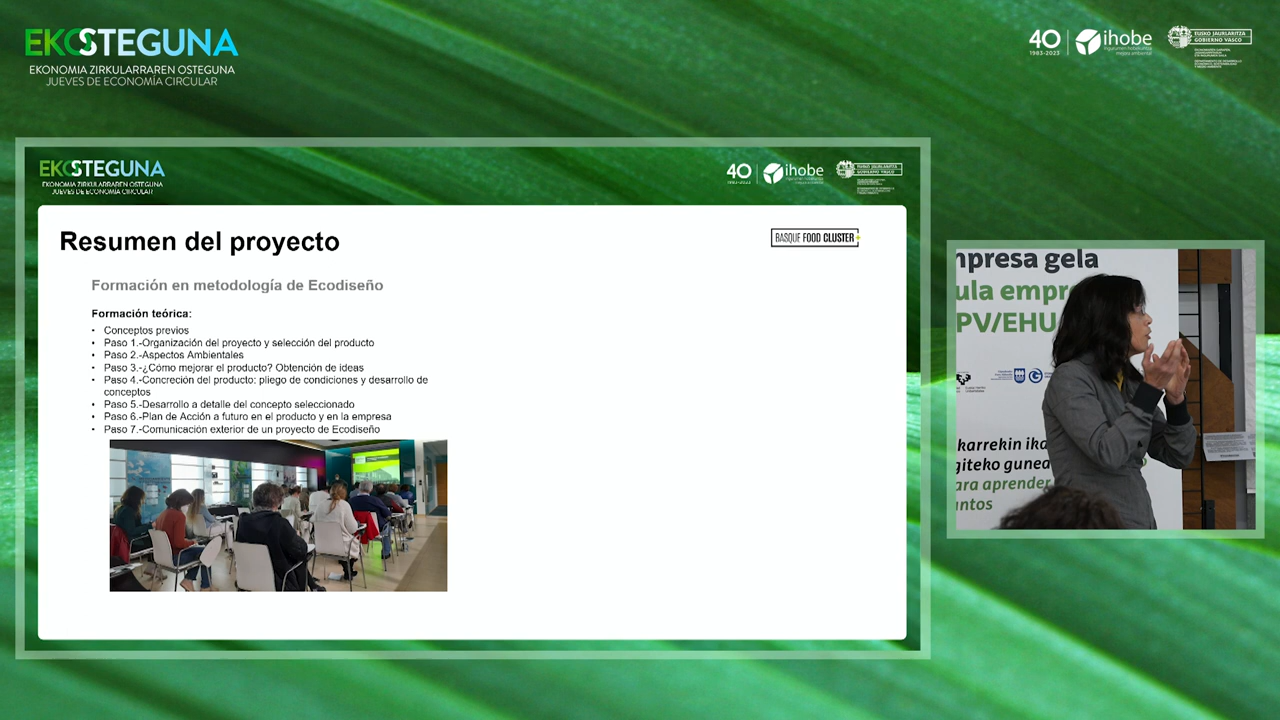 EKOSTEGUNA
EKONOMIA ZIRKULARRAREN OSTEGUNA
JUEVES DE ECONOMÍA CIRCULAR
40
1983-2023
ihobe
EUSKO JAURLARITZA
GOBIERNO VASCO
EKOSTEGUNA
EKONOMIA ZIRKULARRAREN OSTEGUNA
JUEVES DE ECONOMÍA CIRCULAR
40
1983-2023
ihobe
EUSKO JAURLARITZA
GOBIERNO VASCO
Resumen del proyecto
BASQUE FOOD CLUSTER
Formación en metodología de Ecodiseño
Formación teórica:
• Conceptos previos
• Paso 1.-Organización del proyecto y selección del producto
• Paso 2.-Aspectos Ambientales
• Paso 3.-¿Cómo mejorar el producto? Obtención de ideas
• Paso 4.-Concreción del producto: pliego de condiciones y desarrollo de
conceptos
• Paso 5.-Desarrollo a detalle del concepto seleccionado
• Paso 6.-Plan de Acción a futuro en el producto y en la empresa
• Paso 7.-Comunicación exterior de un proyecto de Ecodiseño
mpresa gela
ula empre
PV/EHU
karrekin ika
giteko gunea
ara aprender
untos